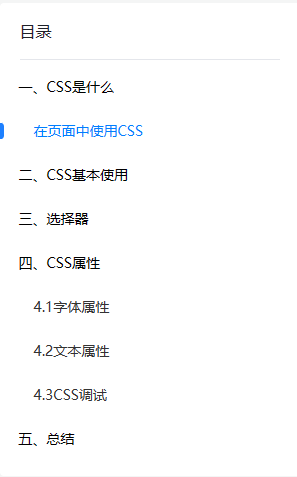 目录
一、CSS是什么
在页面中使用CSS
二、CSS基本使用
三、选择器
四、CSS属性
4.1字体属性
4.2文本属性
4.3CSS调试
五、总结